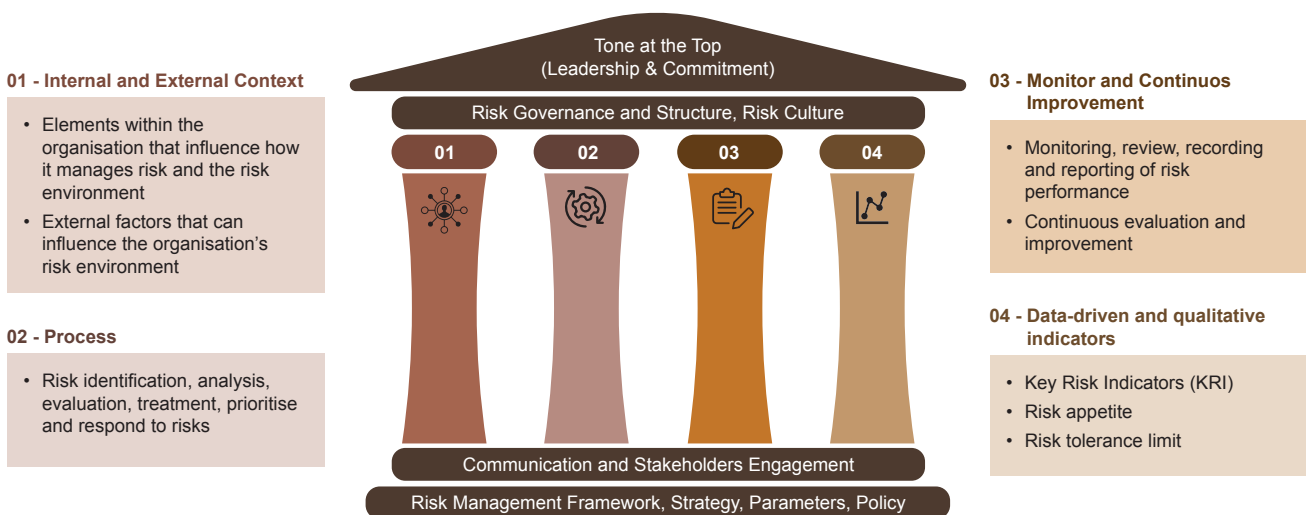 Tone at the Top
(Leadership & Commitment)
Risk Governance and Structure, Risk Culture
01
02
03
04
01 - Internal and External Context
• Elements within the
organisation that influence how
it manages risk and the risk
environment
• External factors that can
influence the organisation's
risk environment
02 - Process
• Risk identification, analysis,
evaluation, treatment, prioritise
and respond to risks
03 - Monitor and Continuos
Improvement
• Monitoring, review, recording
and reporting of risk
performance
• Continuous evaluation and
improvement
04 - Data-driven and qualitative
indicators
• Key Risk Indicators (KRI)
• Risk appetite
• Risk tolerance limit
Communication and Stakeholders Engagement
Risk Management Framework, Strategy, Parameters, Policy